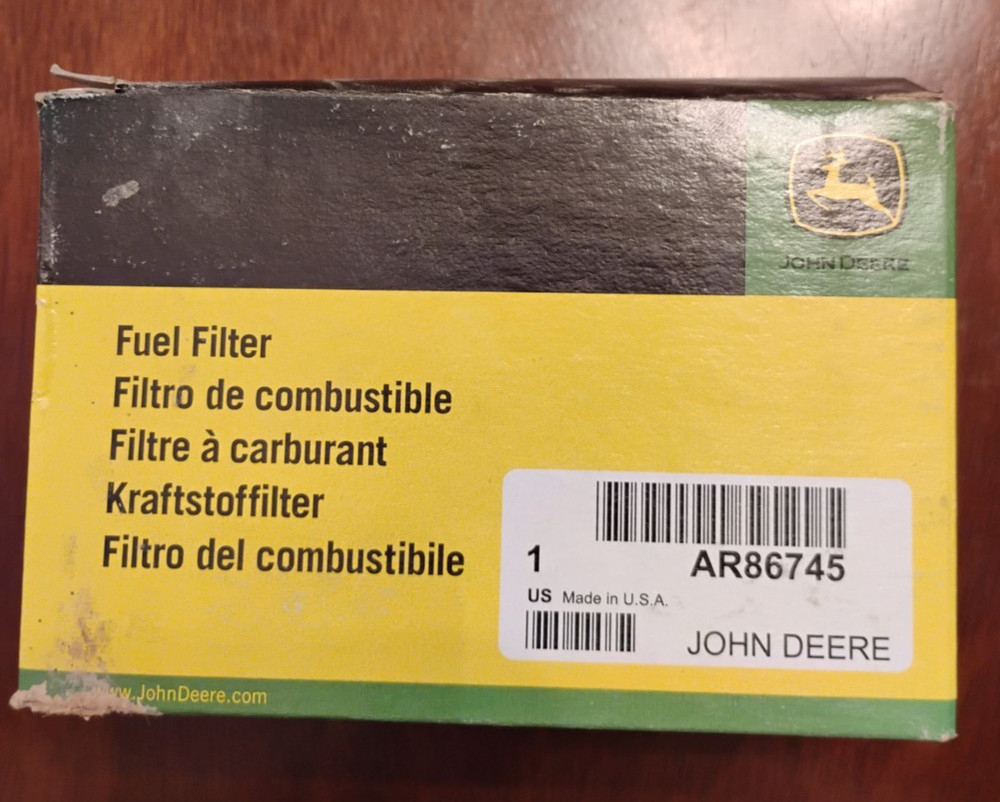 JOHN DEERE
Fuel Filter
Filtro de combustible
Filtre à carburant
Kraftstoffilter
Filtro del combustibile
1 AR86745
US Made in U.S.A.
JOHN DEERE
www.JohnDeere.com